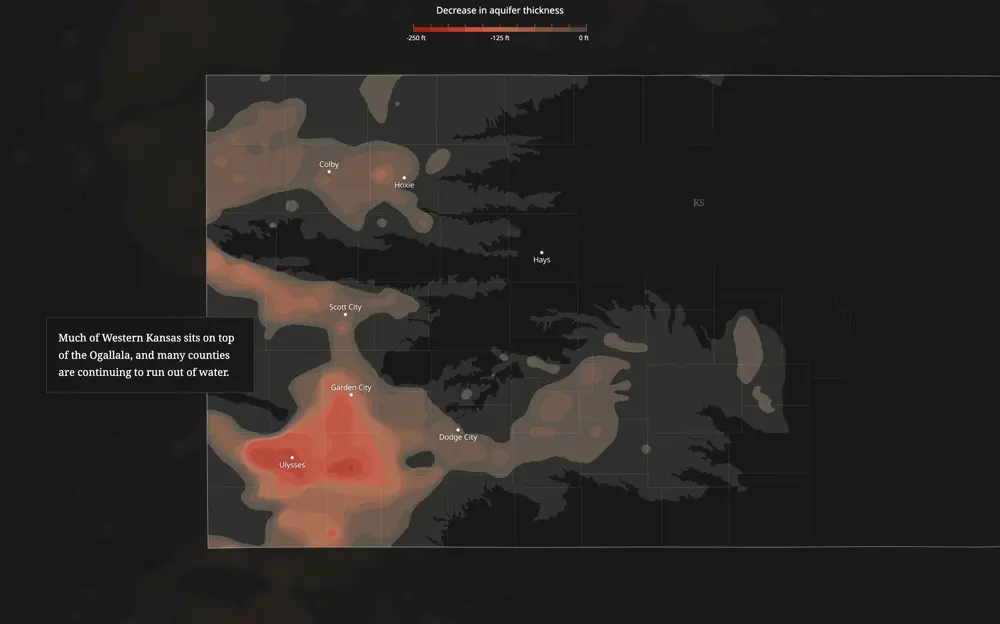 Decrease in aquifer thickness
-250 ft -125 ft 0 ft
Colby
Hoxie
KS
Hays
Scott City
Much of Western Kansas sits on top
of the Ogallala, and many counties
are continuing to run out of water.
Garden City
Dodge City
Ulysses